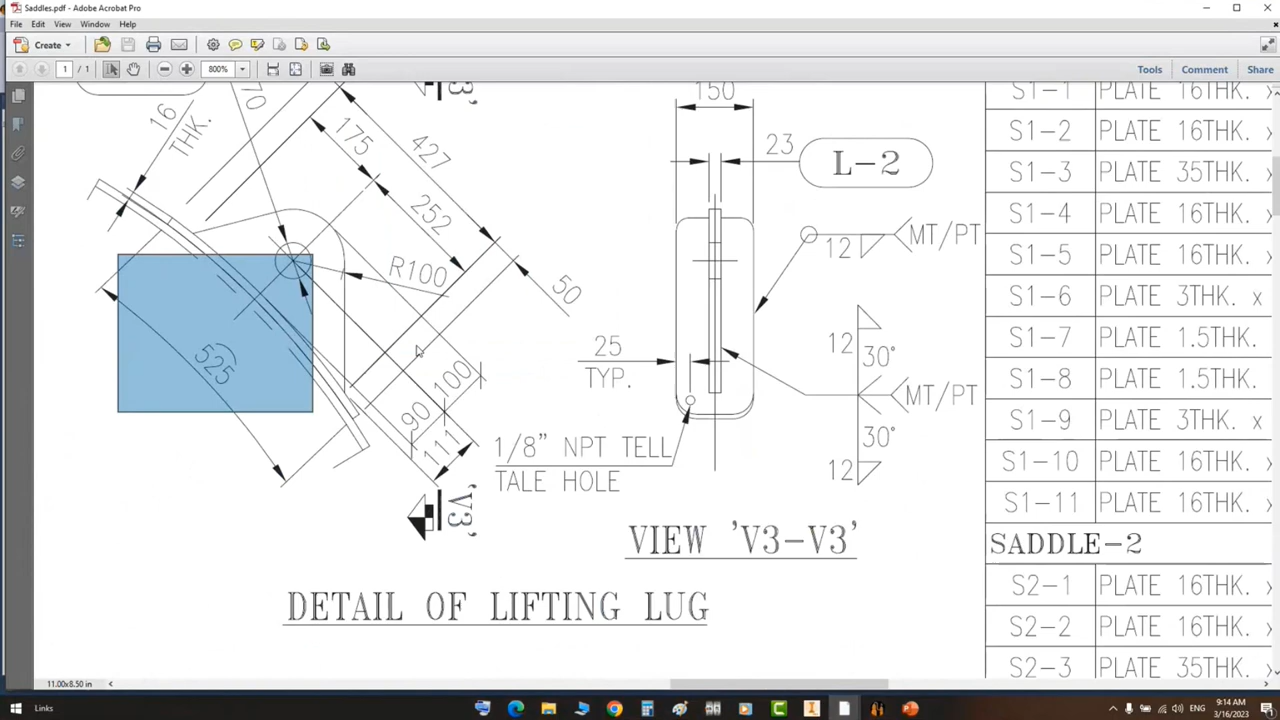 Saddles.pdf - Adobe Acrobat Pro
File Edit View Window Help
Create
1 / 1 800%
Tools Comment Share
70
'V3'
16
THK.
175
427
252
R100
50
525
100
90
111
'V3'
DETAIL OF LIFTING LUG
150
23
L-2
12 MT/PT
25
TYP.
12
30°
MT/PT
30°
12
1/8" NPT TELL
TALE HOLE
VIEW 'V3-V3'
S1-1 PLATE 16THK. x
S1-2 PLATE 16THK. x
S1-3 PLATE 35THK. x
S1-4 PLATE 16THK. x
S1-5 PLATE 16THK. x
S1-6 PLATE 3THK. x
S1-7 PLATE 1.5THK.
S1-8 PLATE 1.5THK.
S1-9 PLATE 3THK. x
S1-10 PLATE 16THK. x
S1-11 PLATE 16THK. x
SADDLE-2
S2-1 PLATE 16THK. x
S2-2 PLATE 16THK. x
S2-3 PLATE 35THK. x
11.00x8.50 in
Links
ENG
9:14 AM
3/16/2023